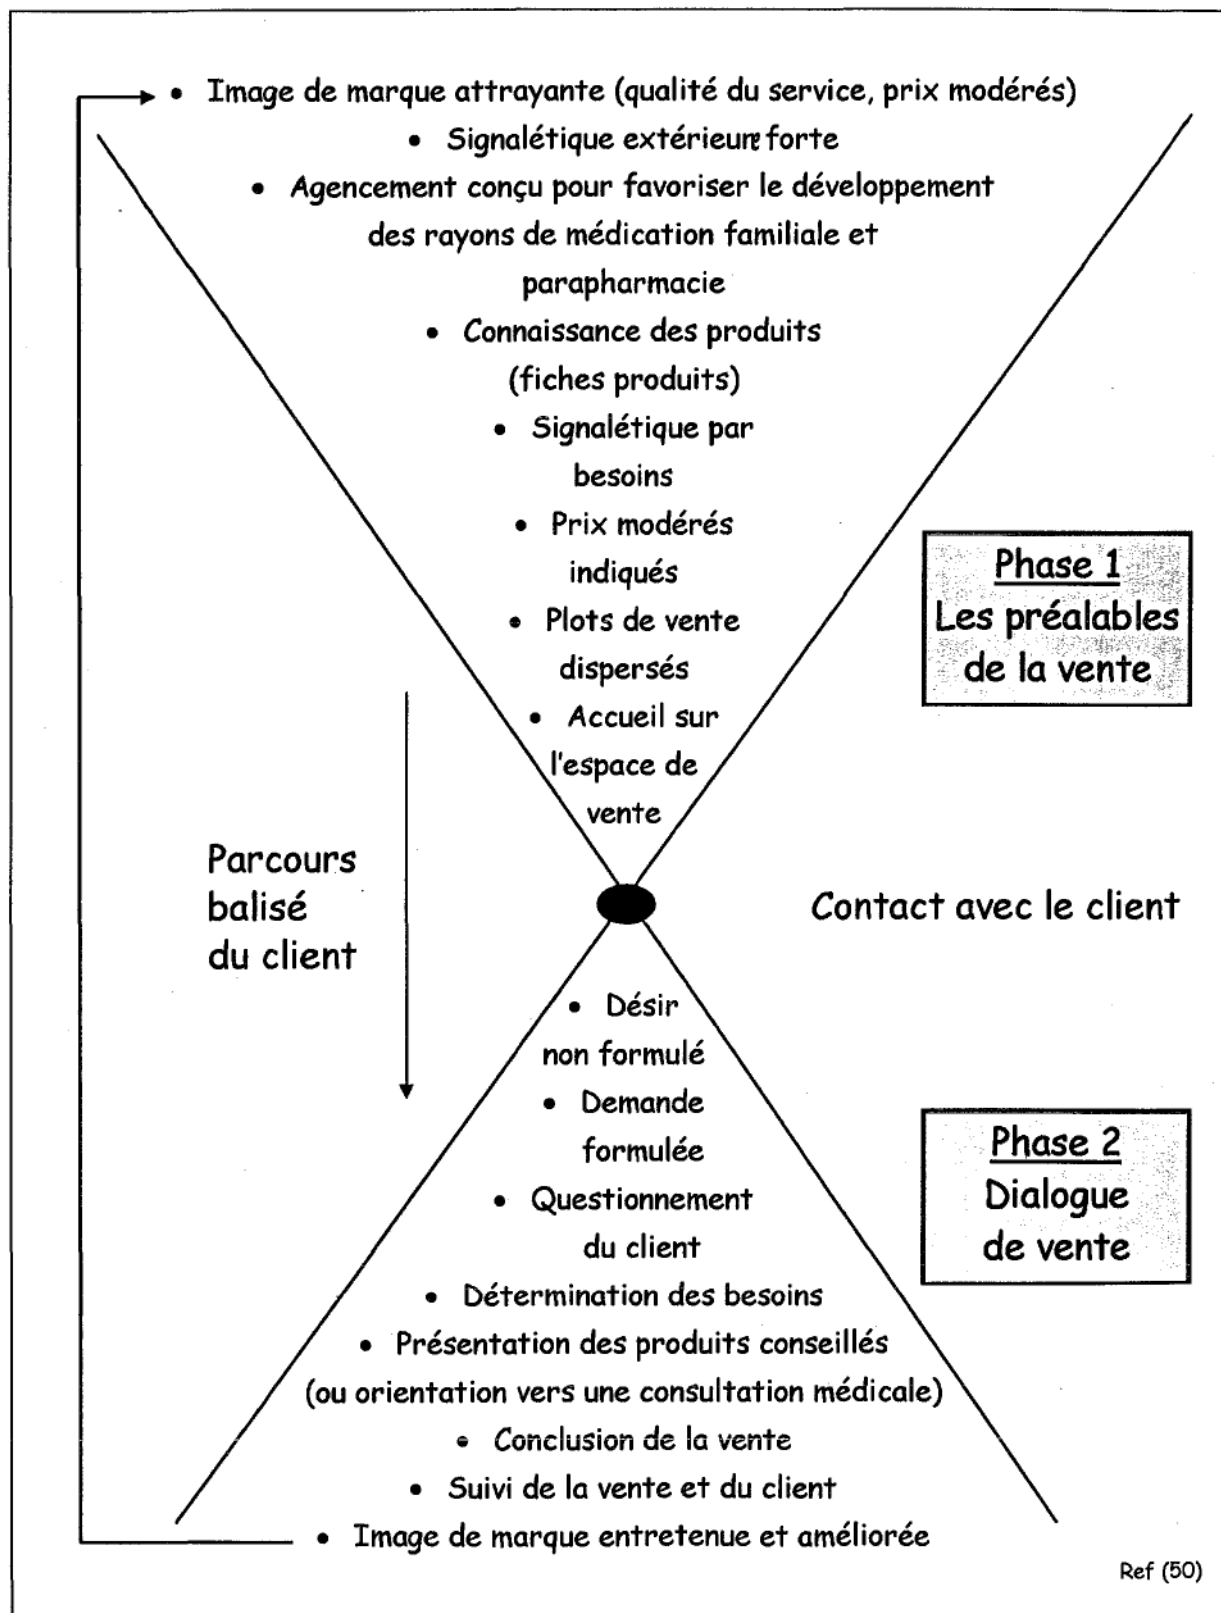 • Image de marque attrayante (qualité du service, prix modérés)
• Signalétique extérieure forte
• Agencement conçu pour favoriser le développement
des rayons de médication familiale et
parapharmacie
• Connaissance des produits
(fiches produits)
• Signalétique par
besoins
• Prix modérés
indiqués
• Plots de vente
dispersés
• Accueil sur
l'espace de
vente
Phase 1
Les préalables
de la vente
Parcours
balisé
du client
Contact avec le client
• Désir
non formulé
• Demande
formulée
• Questionnement
du client
• Détermination des besoins
• Présentation des produits conseillés
(ou orientation vers une consultation médicale)
• Conclusion de la vente
• Suivi de la vente et du client
• Image de marque entretenue et améliorée
Phase 2
Dialogue
de vente
Ref (50)